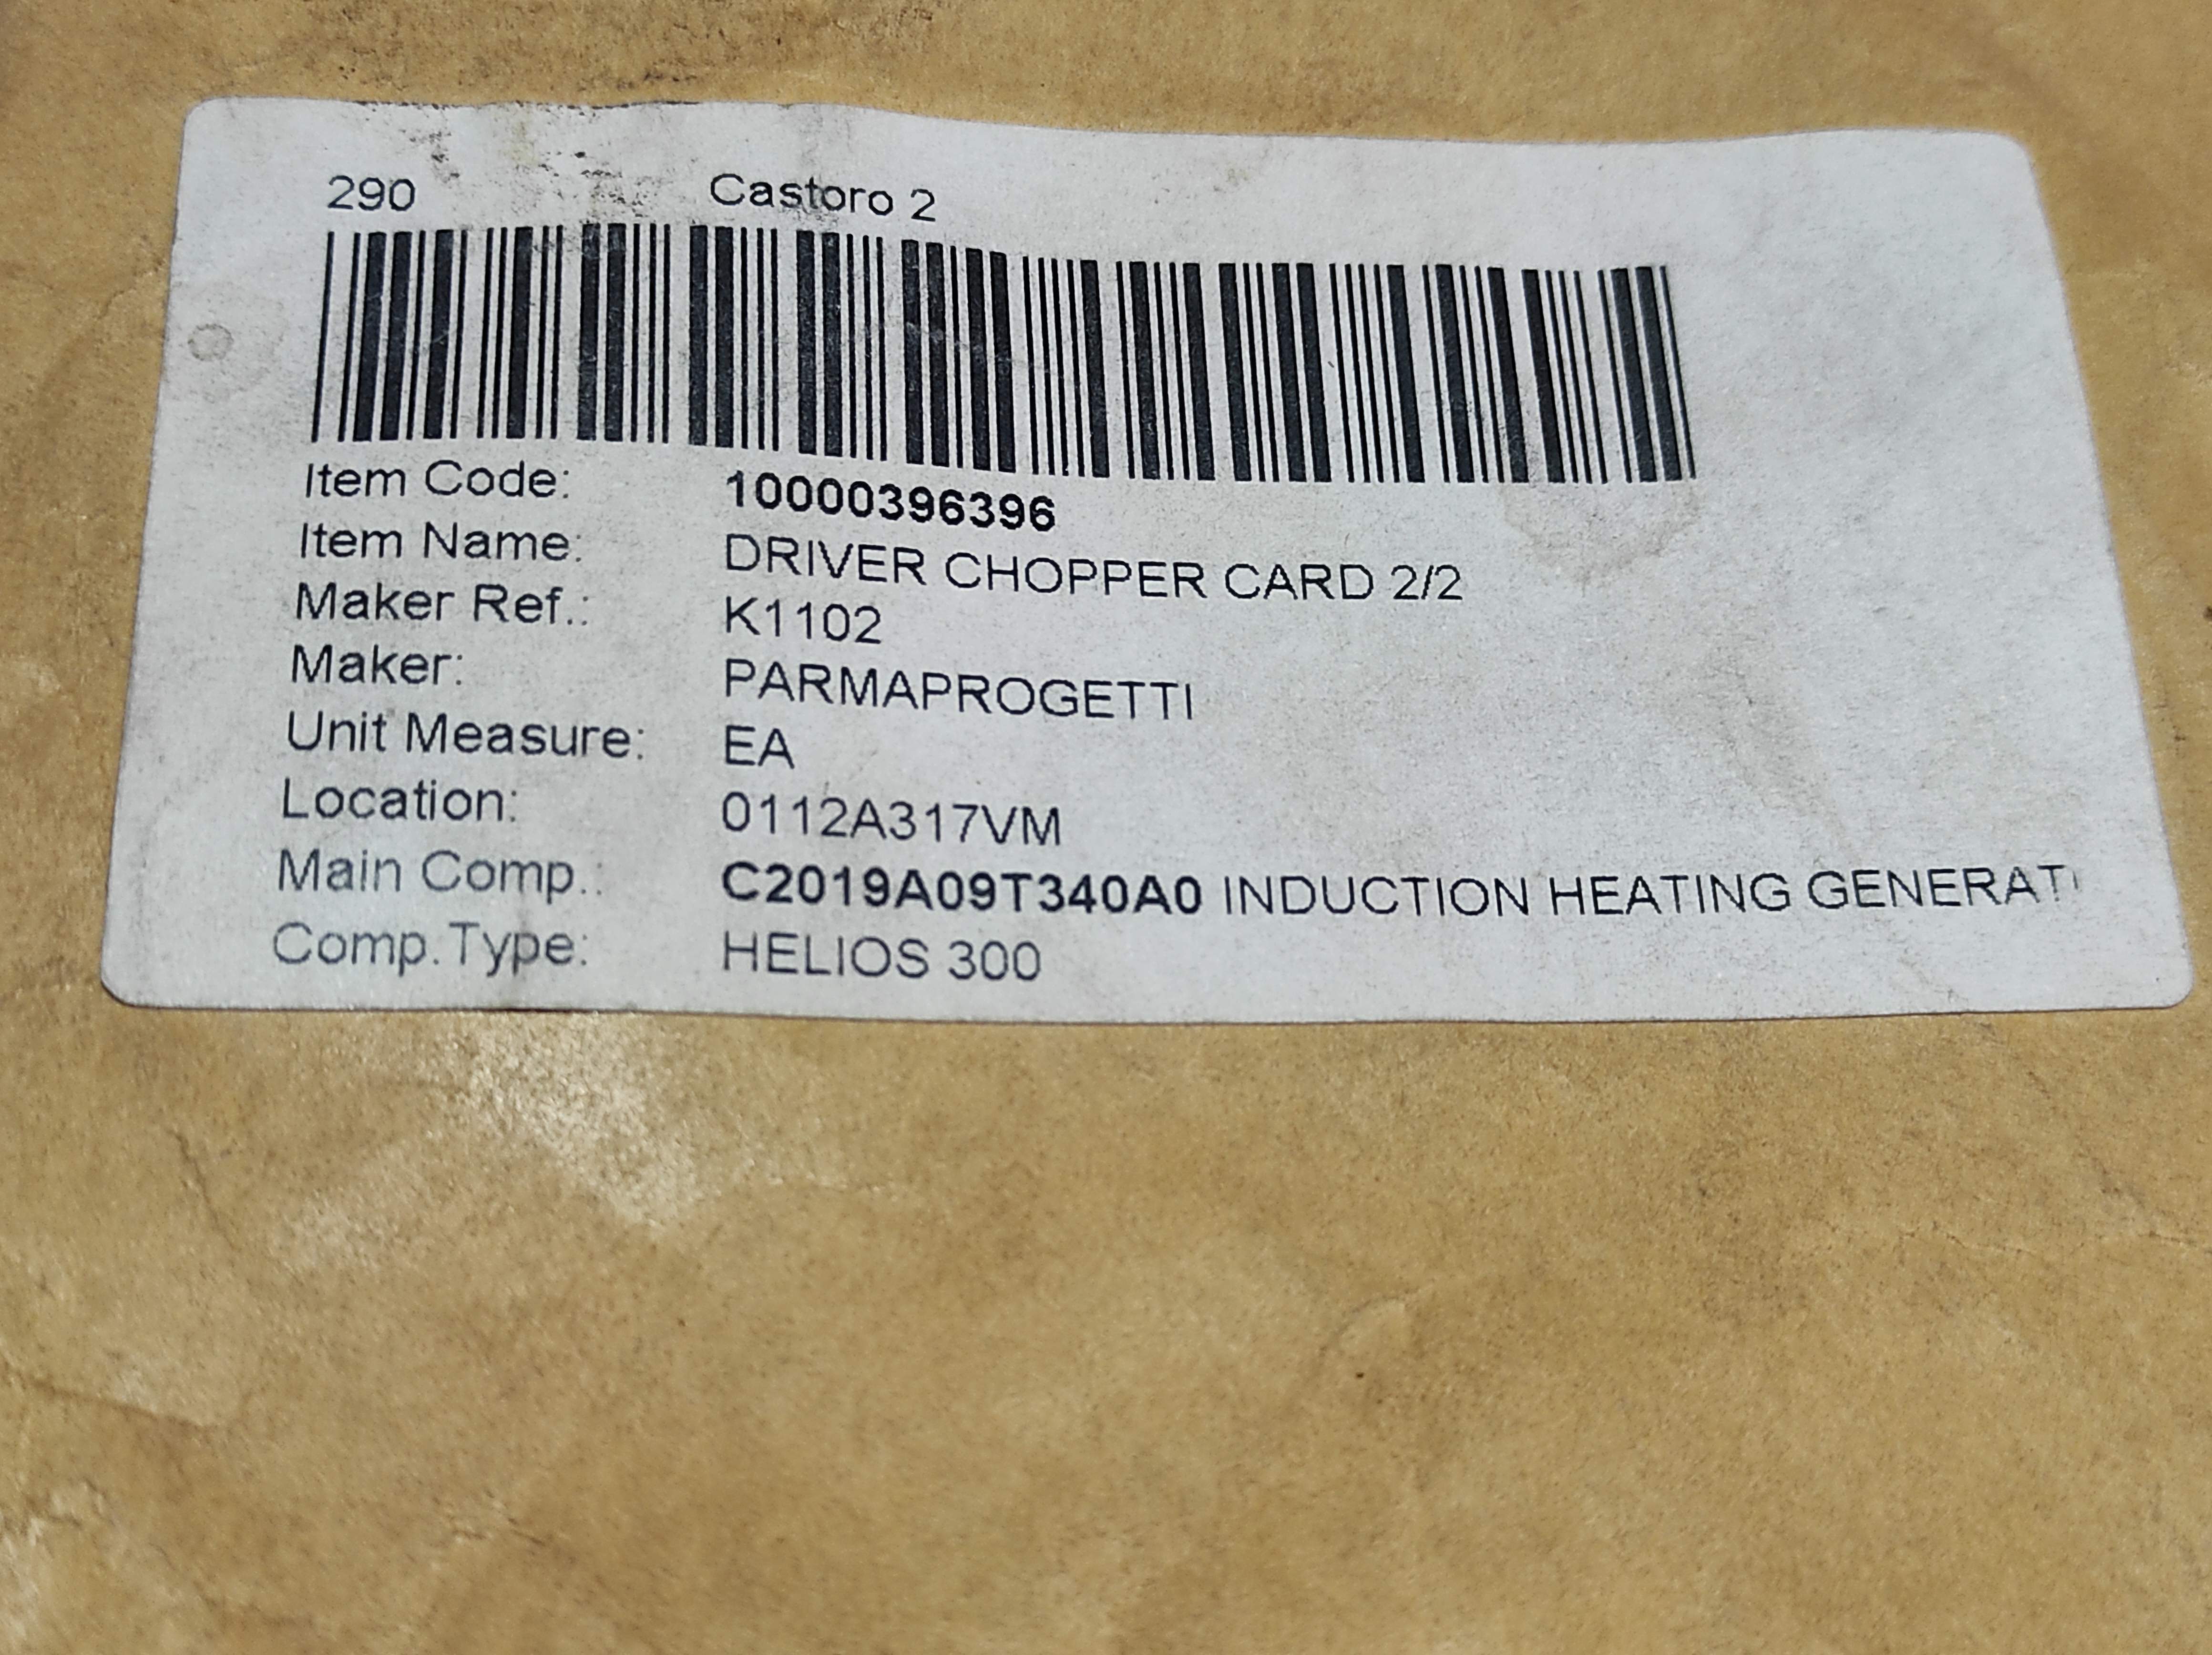 290 Castoro 2
Item Code: 10000396396
Item Name: DRIVER CHOPPER CARD 2/2
Maker Ref.: K1102
Maker: PARMAPROGETTI
Unit Measure: EA
Location: 0112A317VM
Main Comp.: C2019A09T340A0 INDUCTION HEATING GENERAT
Comp.Type: HELIOS 300